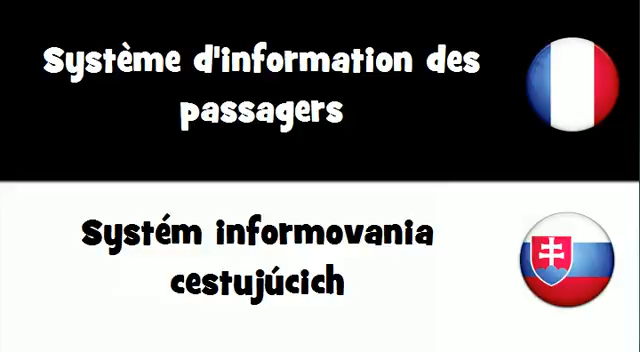 Système d'information des
passagers
Systém informovania
cestujúcich